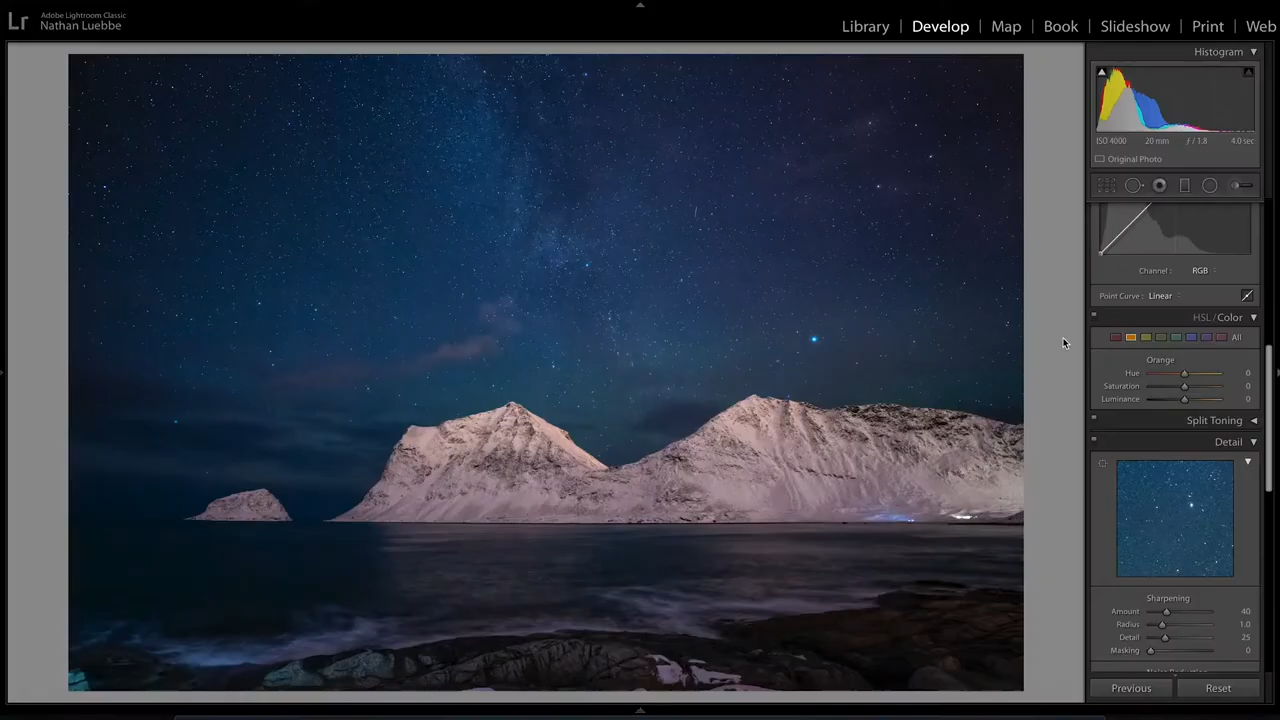 Lr
Adobe Lightroom Classic
Nathan Luebbe
Library | Develop | Map | Book | Slideshow | Print | Web
Histogram
ISO 4000 20 mm ƒ / 1.8 4.0 sec
Original Photo
Channel : RGB
Point Curve : Linear
HSL / Color
All
Orange
Hue 0
Saturation 0
Luminance 0
Split Toning
Detail
Sharpening
Amount 40
Radius 1.0
Detail 25
Masking 0
Noise Reduction
Previous Reset